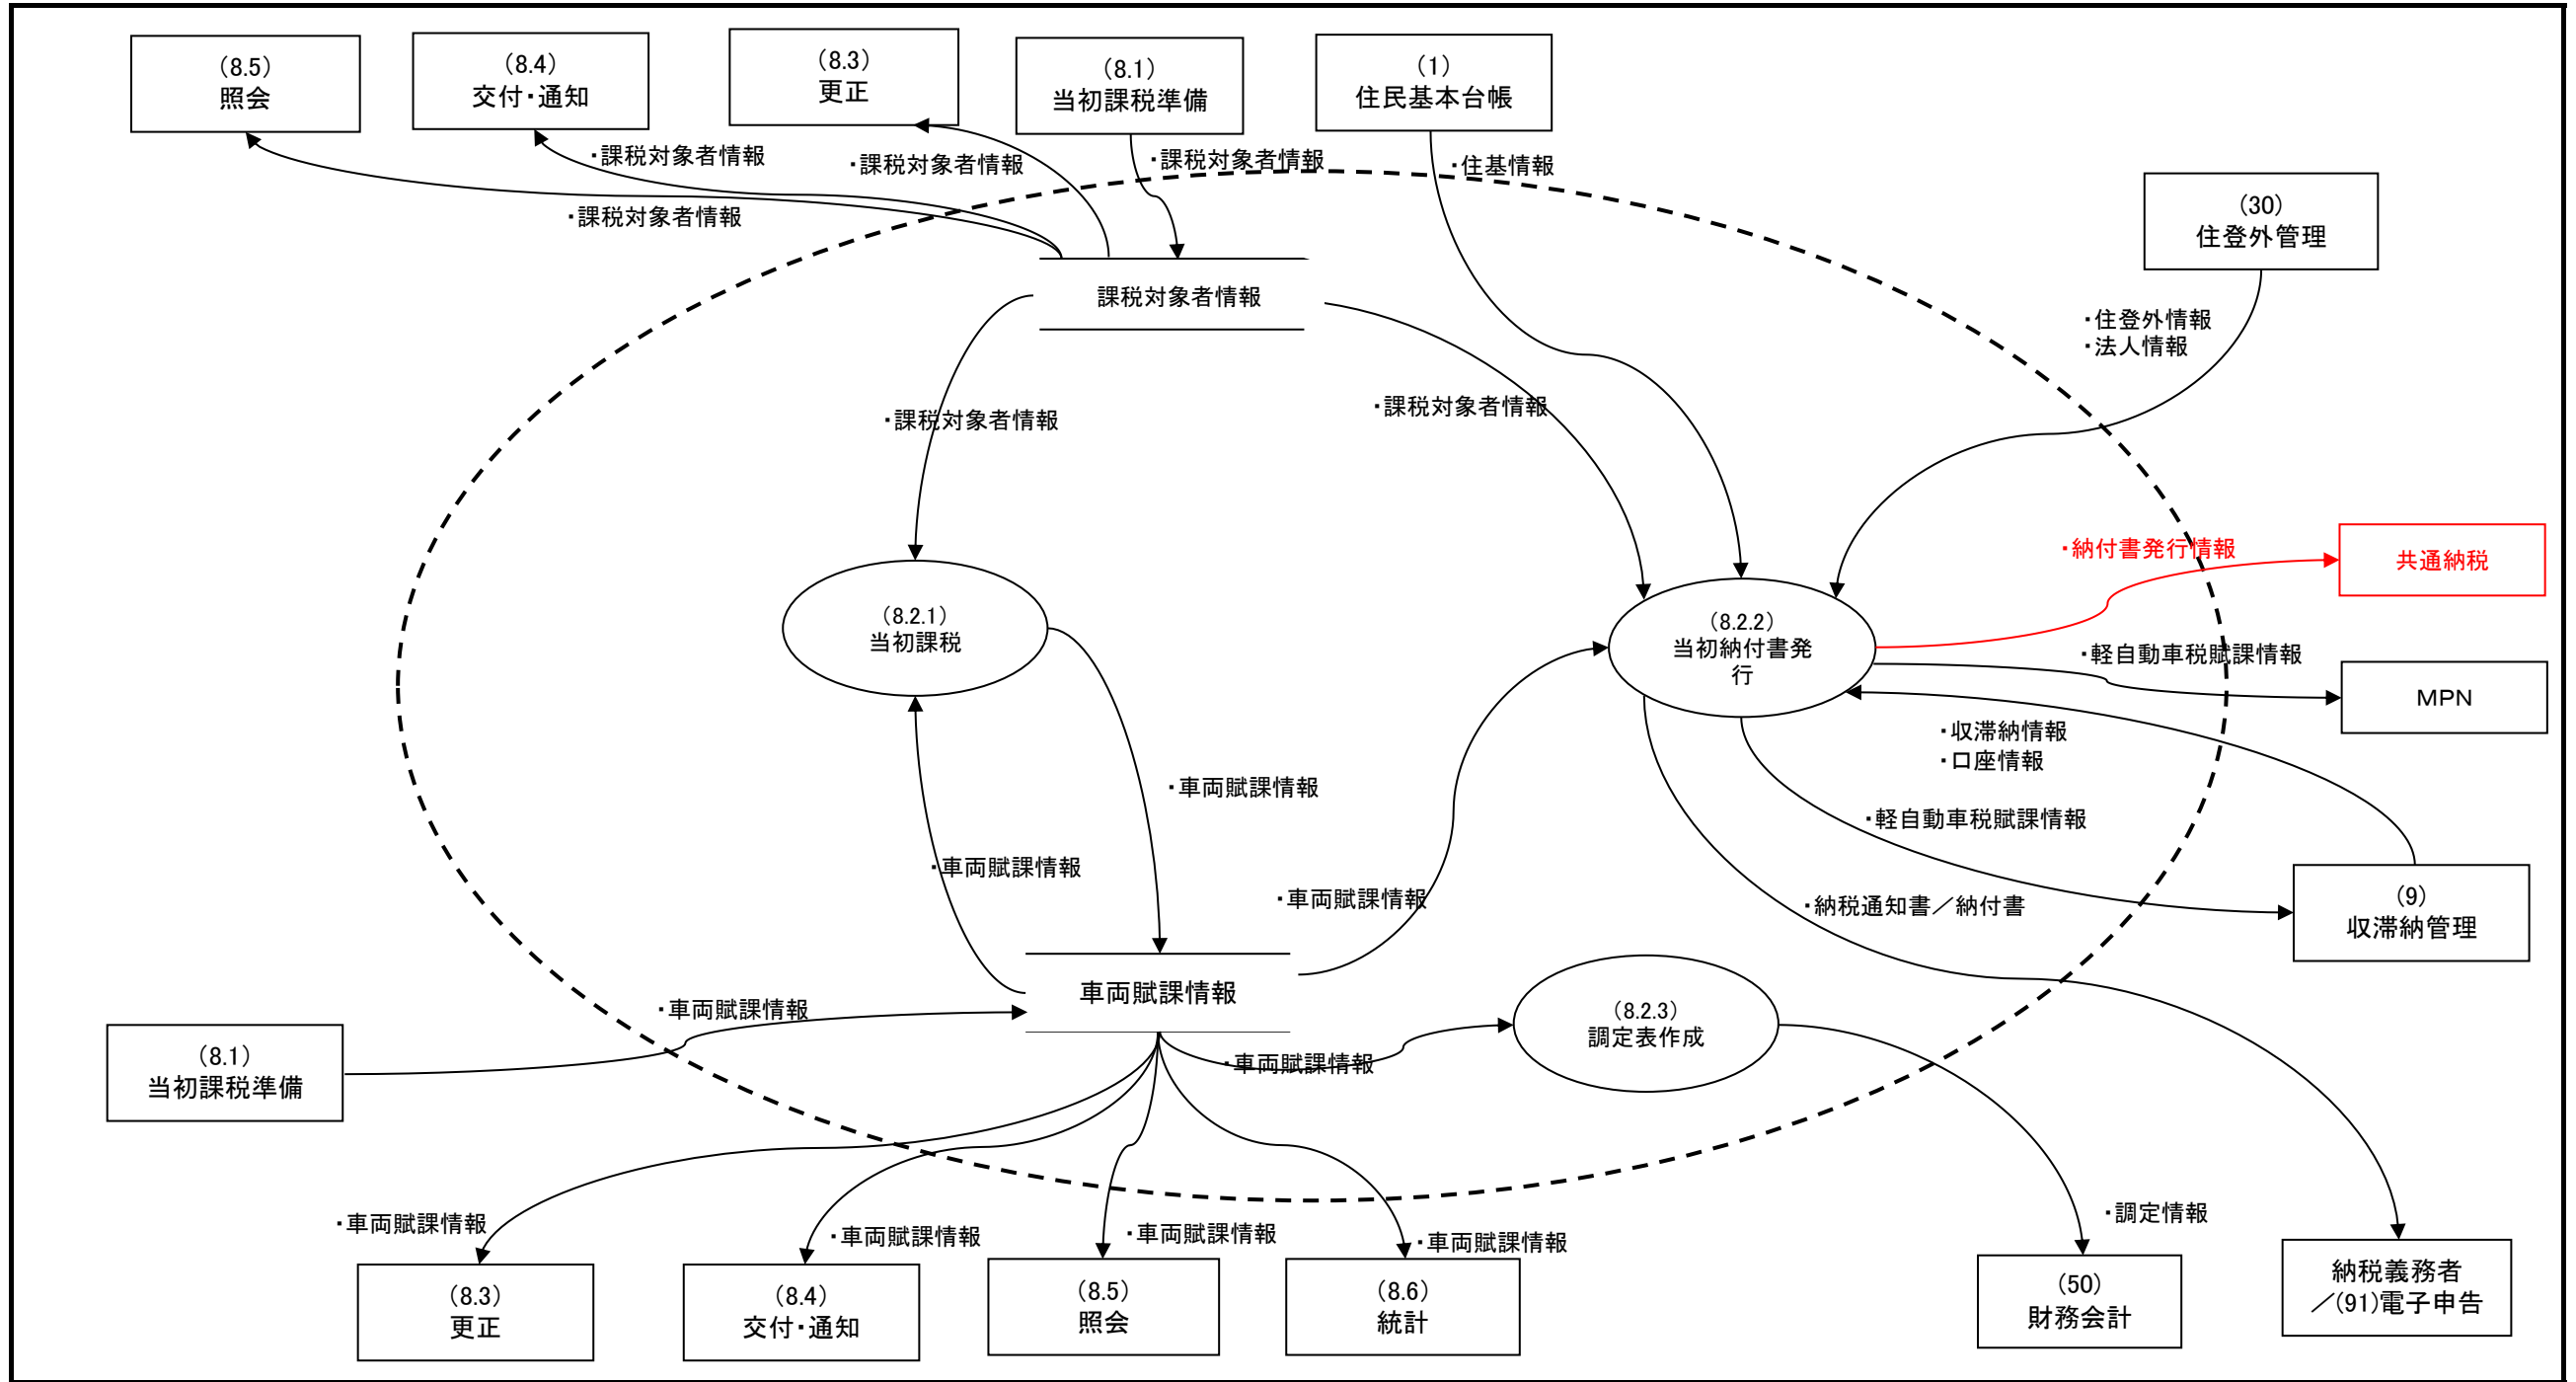 （8.5）
照会
（8.4）
交付・通知
（8.3）
更正
（8.1）
当初課税準備
（1）
住民基本台帳
・課税対象者情報
・課税対象者情報
・課税対象者情報
・住基情報
・課税対象者情報
（30）
住登外管理
課税対象者情報
・住登外情報
・法人情報
・課税対象者情報
・課税対象者情報
・納付書発行情報
共通納税
（8.2.1）
当初課税
（8.2.2）
当初納付書発
行
・軽自動車税賦課情報
MPN
・収滞納情報
・口座情報
・車両賦課情報
・軽自動車税賦課情報
・車両賦課情報
・車両賦課情報
・納税通知書／納付書
（9）
収滞納管理
車両賦課情報
・車両賦課情報
（8.2.3）
調定表作成
（8.1）
当初課税準備
・車両賦課情報
・車両賦課情報
・車両賦課情報
・車両賦課情報
・車両賦課情報
・調定情報
（8.3）
更正
（8.4）
交付・通知
（8.5）
照会
（8.6）
統計
（50）
財務会計
納税義務者
／(91)電子申告